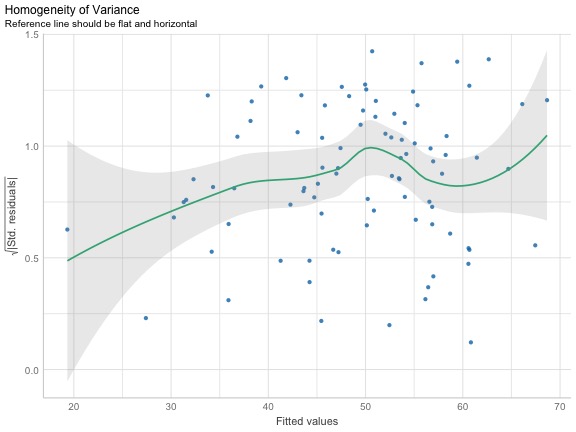 Homogeneity of Variance
Reference line should be flat and horizontal
1.5
1.0
0.5
0.0
√|Std. residuals|
20 30 40 50 60 70
Fitted values